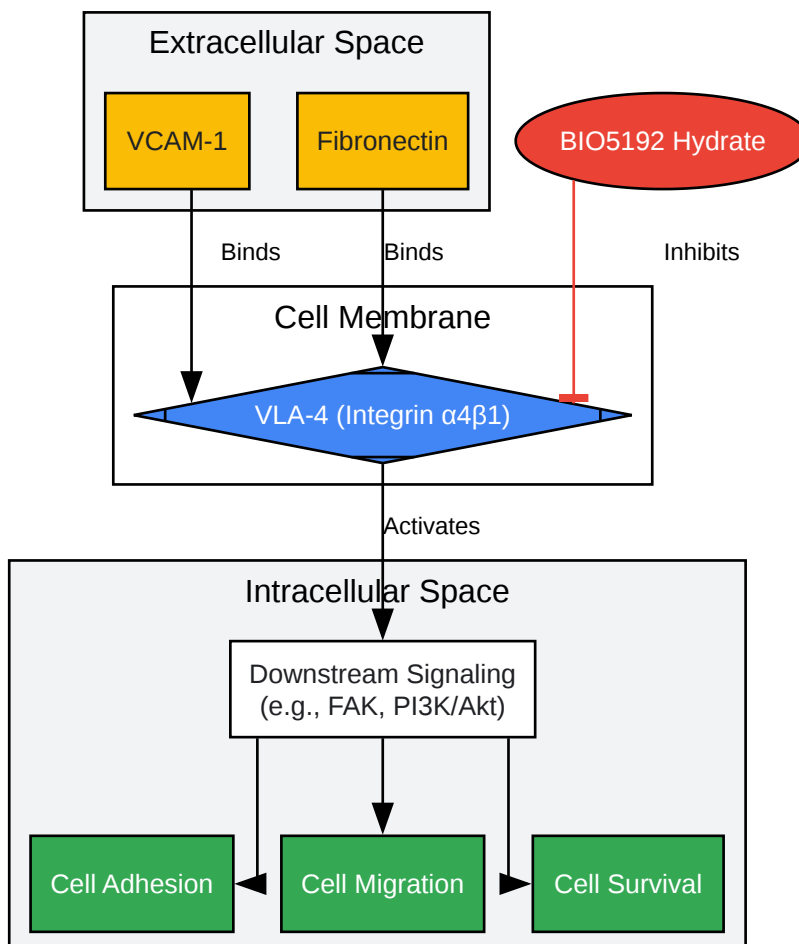 Extracellular Space
VCAM-1
Fibronectin
BIO5192 Hydrate
Binds
Binds
Inhibits
Cell Membrane
VLA-4 (Integrin α4β1)
Activates
Intracellular Space
Downstream Signaling
(e.g., FAK, PI3K/Akt)
Cell Adhesion
Cell Migration
Cell Survival